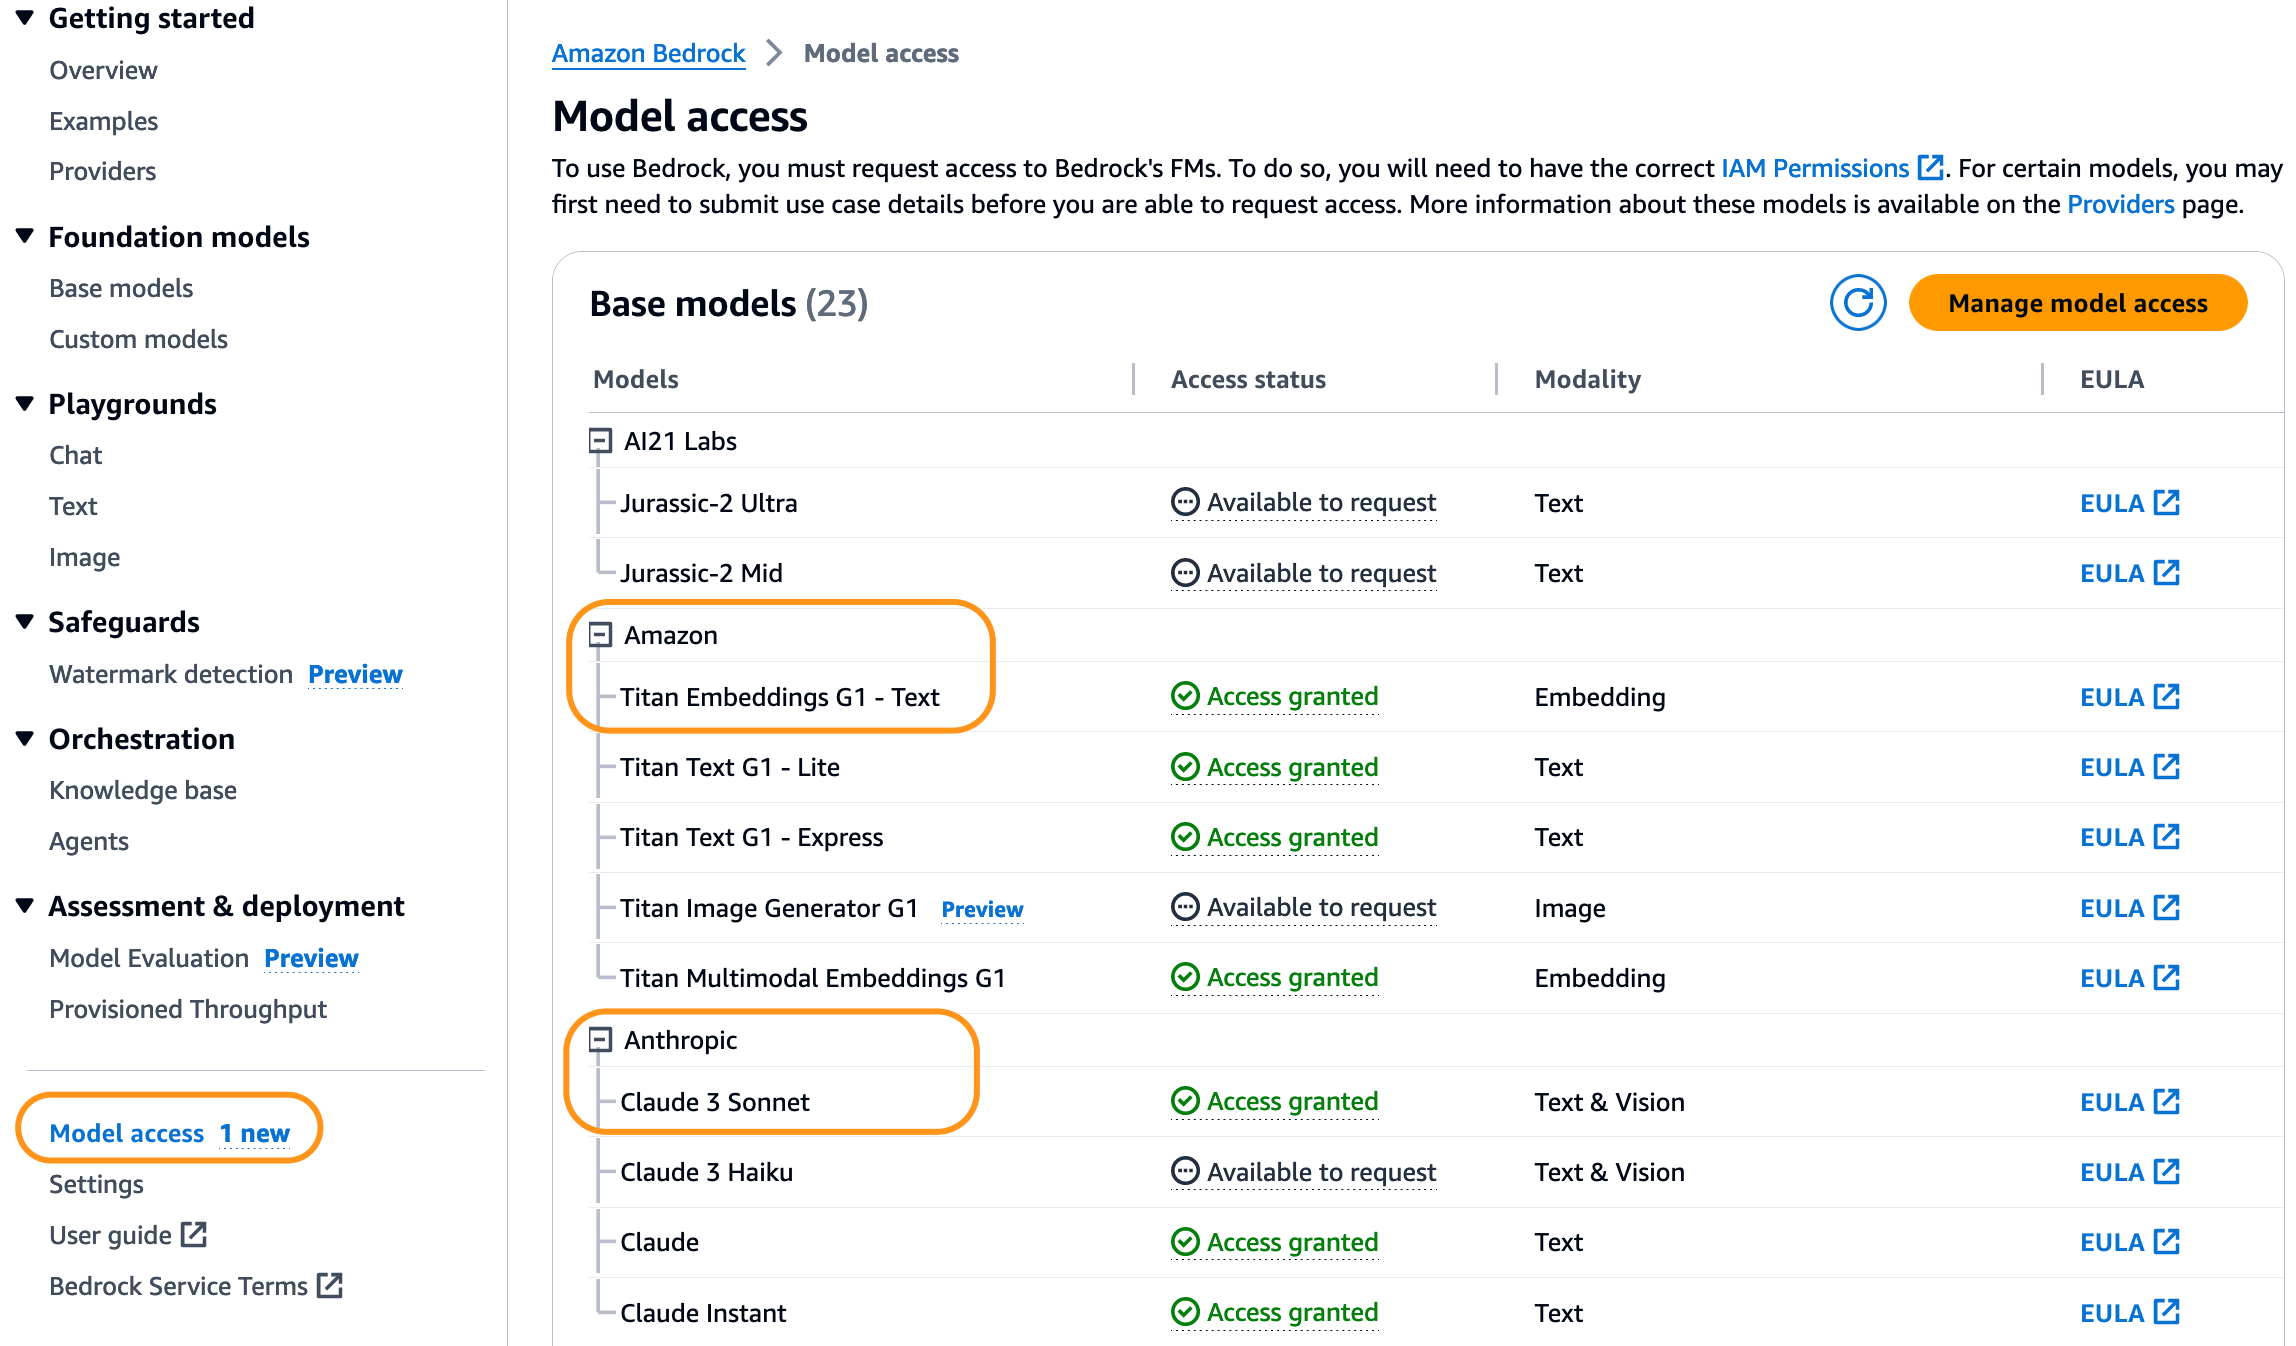 Getting started
Overview
Examples
Providers
Foundation models
Base models
Custom models
Playgrounds
Chat
Text
Image
Safeguards
Watermark detection Preview
Orchestration
Knowledge base
Agents
Assessment & deployment
Model Evaluation Preview
Provisioned Throughput
Model access 1 new
Settings
User guide
Bedrock Service Terms
Amazon Bedrock > Model access
Model access
To use Bedrock, you must request access to Bedrock's FMs. To do so, you will need to have the correct IAM Permissions. For certain models, you may
first need to submit use case details before you are able to request access. More information about these models is available on the Providers page.
Base models (23)
Manage model access
Models Access status Modality EULA
AI21 Labs
Jurassic-2 Ultra Available to request Text EULA
Jurassic-2 Mid Available to request Text EULA
Amazon
Titan Embeddings G1 - Text Access granted Embedding EULA
Titan Text G1 - Lite Access granted Text EULA
Titan Text G1 - Express Access granted Text EULA
Titan Image Generator G1 Preview Available to request Image EULA
Titan Multimodal Embeddings G1 Access granted Embedding EULA
Anthropic
Claude 3 Sonnet Access granted Text & Vision EULA
Claude 3 Haiku Available to request Text & Vision EULA
Claude Access granted Text EULA
Claude Instant Access granted Text EULA